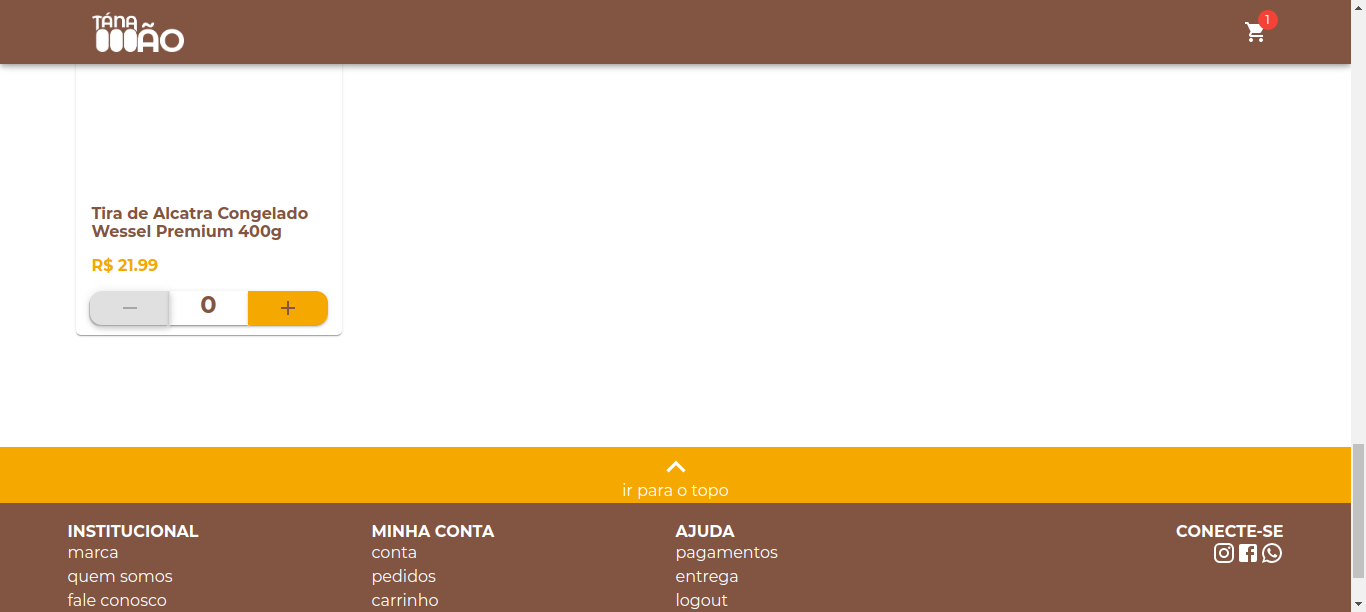 TÁNA
MÃO
1
Tira de Alcatra Congelado
Wessel Premium 400g
R$ 21.99
0
ir para o topo
INSTITUCIONAL
marca
quem somos
fale conosco
MINHA CONTA
conta
pedidos
carrinho
AJUDA
pagamentos
entrega
logout
CONECTE-SE